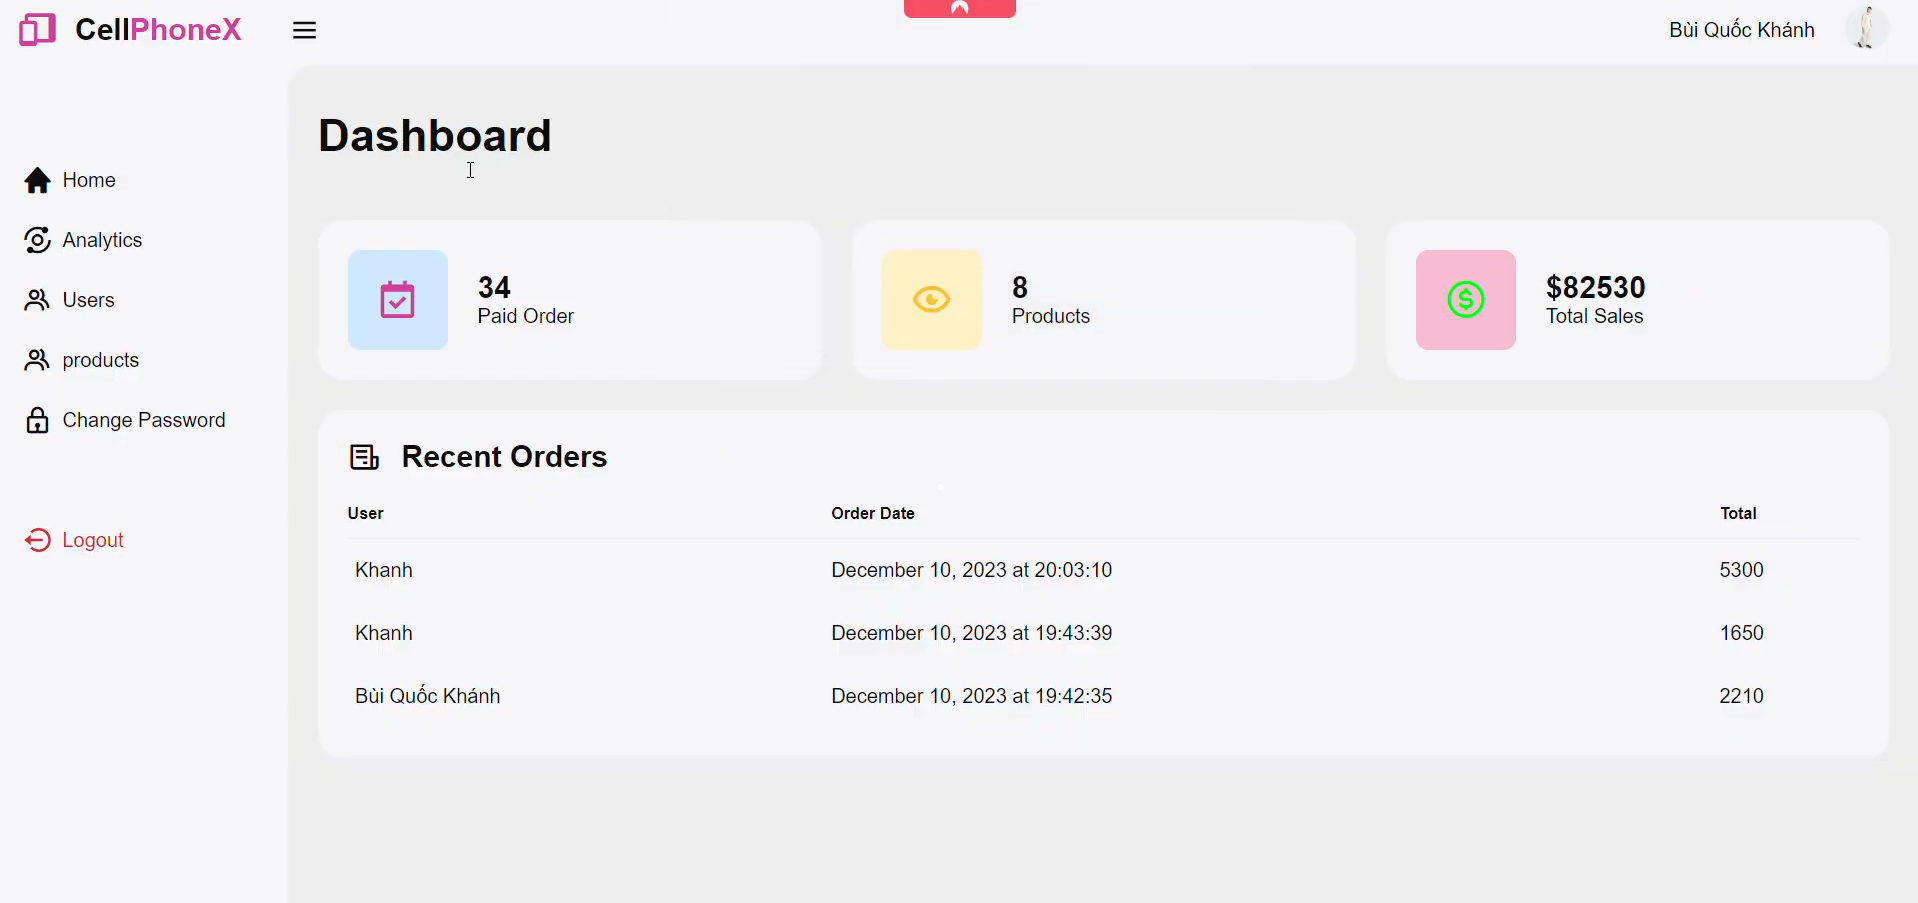 CellPhoneX
Bùi Quốc Khánh
Dashboard
Home
Analytics
Users
products
Change Password
Logout
34
Paid Order
8
Products
$82530
Total Sales
Recent Orders
User Order Date Total
Khanh December 10, 2023 at 20:03:10 5300
Khanh December 10, 2023 at 19:43:39 1650
Bùi Quốc Khánh December 10, 2023 at 19:42:35 2210